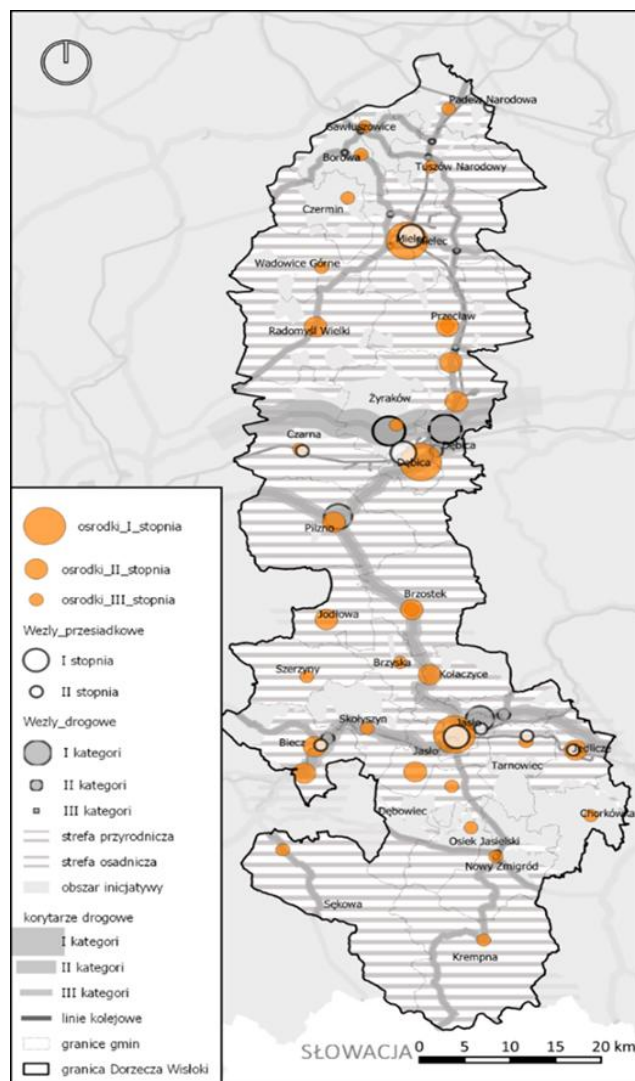 Padew Narodowa
Gawłuszowice
Borowa
Tuszów Narodowy
Czermin
Mielec
Mielec
Wadowice Górne
Przecław
Radomyśl Wielki
Żyraków
Czarna
Dębica
Dębica
Pilzno
Brzostek
Jodłowa
Brzyska
Szerzyny
Kołaczyce
Skołyszyn
Jasło
Biecz
Jasło
Jedlicze
Tarnowiec
Dębowiec
Chorkówka
Osiek Jasielski
Nowy Żmigród
Sękowa
Krempna
osrodki_I_stopnia
osrodki_II_stopnia
osrodki_III_stopnia
Wezly_przesiadkowe
I stopnia
II stopnia
Wezly_drogowe
I kategori
II kategori
III kategori
strefa przyrodnicza
strefa osadnicza
obszar inicjatywy
korytarze drogowe
I kategori
II kategori
III kategori
linie kolejowe
granice gmin
granica Dorzecza Wisłoki
SŁOWACJA
0 5 10 15 20 km